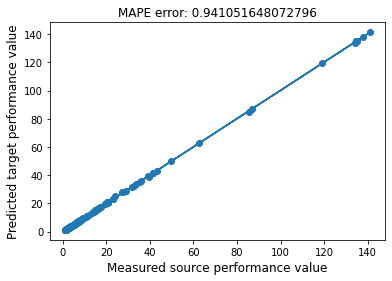 MAPE error: 0.941051648072796
Predicted target performance value
140
120
100
80
60
40
20
0
0 20 40 60 80 100 120 140
Measured source performance value